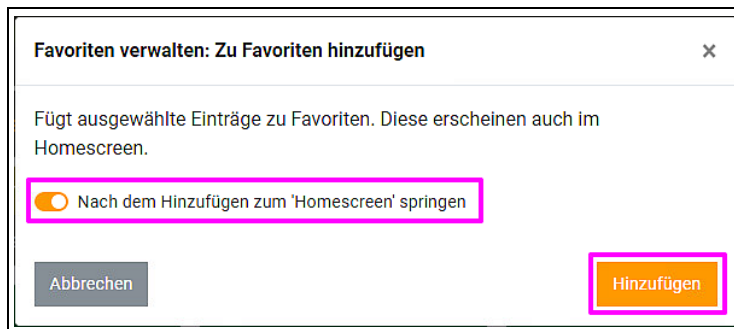 Favoriten verwalten: Zu Favoriten hinzufügen
×
Fügt ausgewählte Einträge zu Favoriten. Diese erscheinen auch im
Homescreen.
Nach dem Hinzufügen zum 'Homescreen' springen
Abbrechen
Hinzufügen